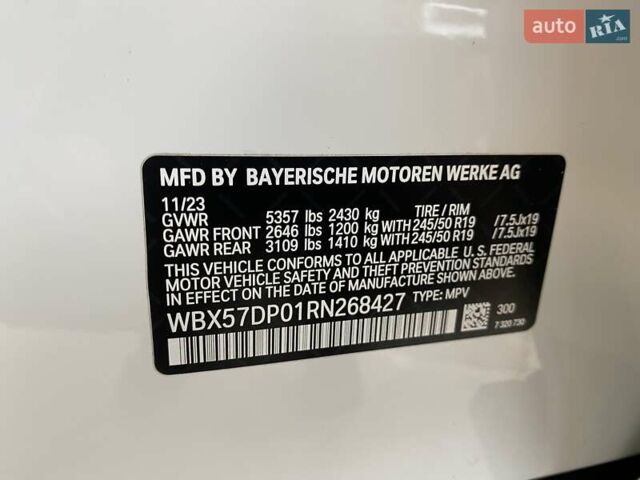 auto RIA.com
MFD BY BAYERISCHE MOTOREN WERKE AG
11/23
GVWR 5357 lbs 2430 kg TIRE / RIM
GAWR FRONT 2646 lbs 1200 kg WITH 245/50 R19 /7.5Jx19
GAWR REAR 3109 lbs 1410 kg WITH 245/50 R19 /7.5Jx19
THIS VEHICLE CONFORMS TO ALL APPLICABLE U. S. FEDERAL
MOTOR VEHICLE SAFETY AND THEFT PREVENTION STANDARDS
IN EFFECT ON THE DATE OF MANUFACTURE SHOWN ABOVE.
WBX57DP01RN268427 TYPE: MPV
300
7 320 730